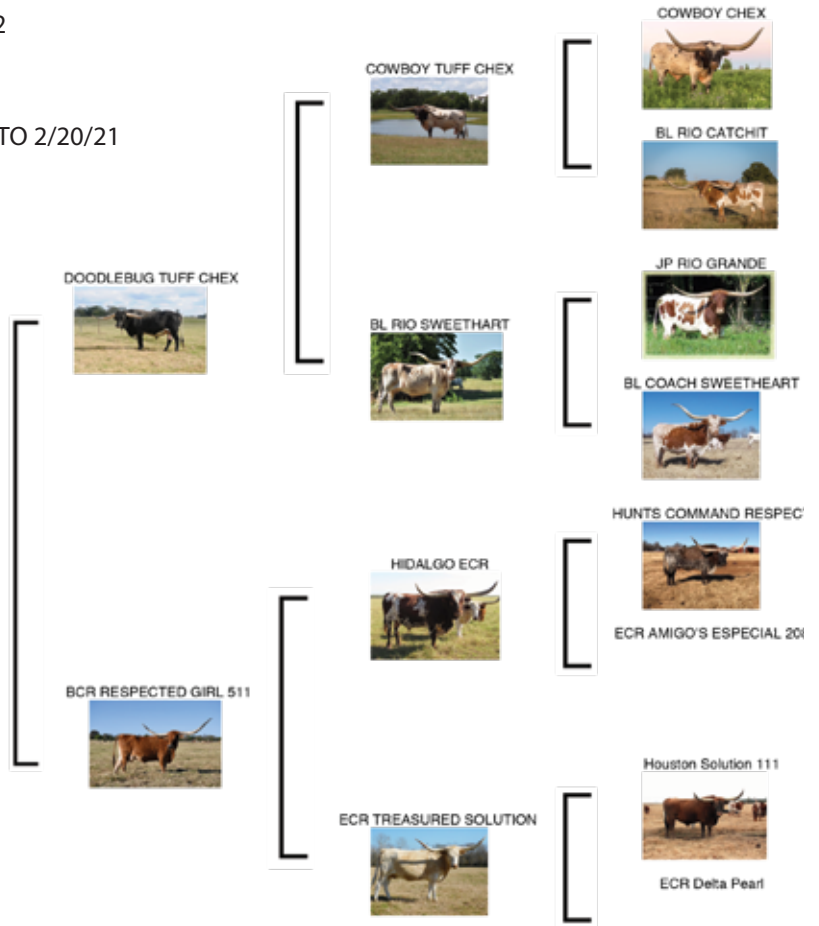 2
TO 2/20/21
COWBOY CHEX
COWBOY TUFF CHEX
BL RIO CATCHIT
DOODLEBUG TUFF CHEX
JP RIO GRANDE
BL RIO SWEETHART
BL COACH SWEETHEART
HUNTS COMMAND RESPEC
HIDALGO ECR
ECR AMIGO'S ESPECIAL 20
BCR RESPECTED GIRL 511
Houston Solution 111
ECR TREASURED SOLUTION
ECR Delta Pearl